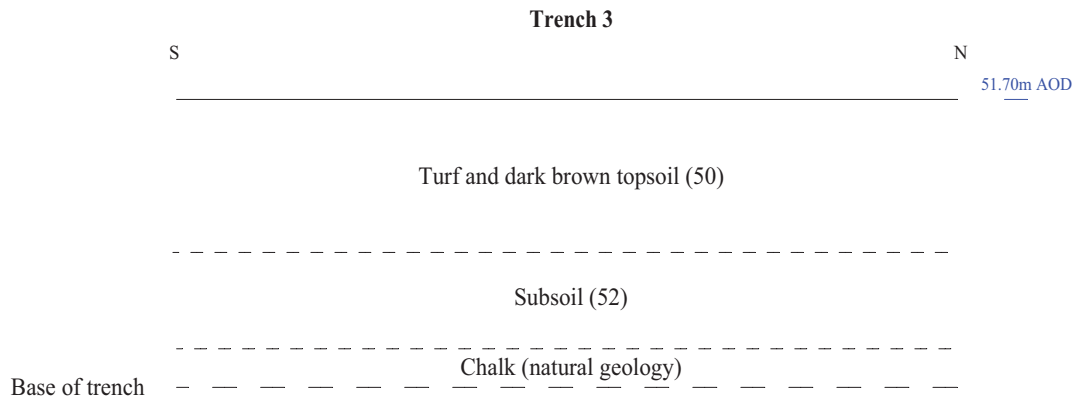 Trench 3
S
N
51.70m AOD
Turf and dark brown topsoil (50)
Subsoil (52)
Chalk (natural geology)
Base of trench